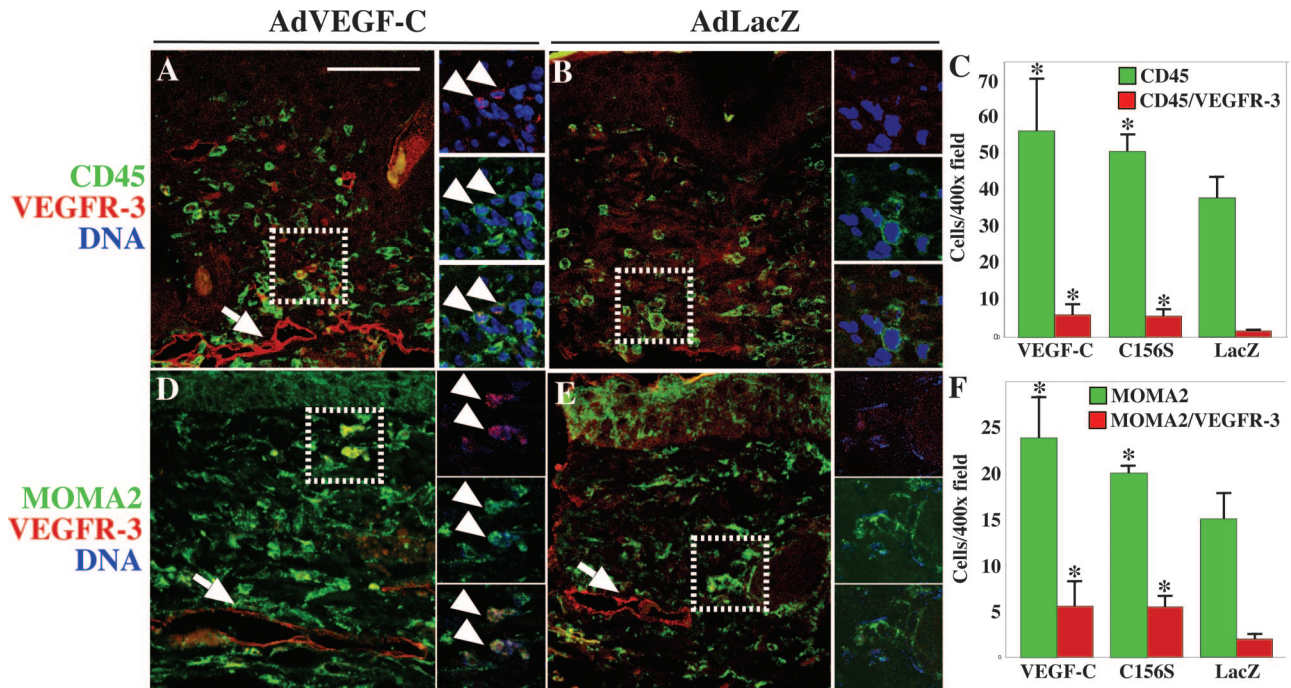 AdVEGF-C
AdLacZ
CD45
VEGFR-3
DNA
A
B
C
CD45
CD45/VEGFR-3
Cells/400x field
70
60
50
40
30
20
10
0
VEGF-C
C156S
LacZ
*
*
*
*
MOMA2
VEGFR-3
DNA
D
E
F
MOMA2
MOMA2/VEGFR-3
Cells/400x field
25
20
15
10
5
0
VEGF-C
C156S
LacZ
*
*
*
*